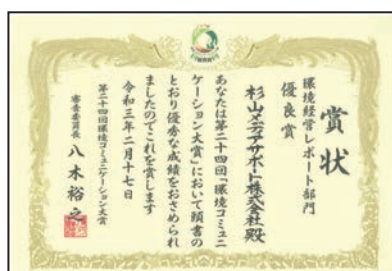 賞状
環境経営レポート部門
優良賞
杉山メディアサポート株式会社殿
あなたは第二十四回「環境コミュニ
ケーション大賞」において頭書の
とおり優秀な成績をおさめられ
ましたのでこれを賞します
令和三年二月十七日
第二十四回環境コミュニケーション大賞
審査委員長
八木裕之